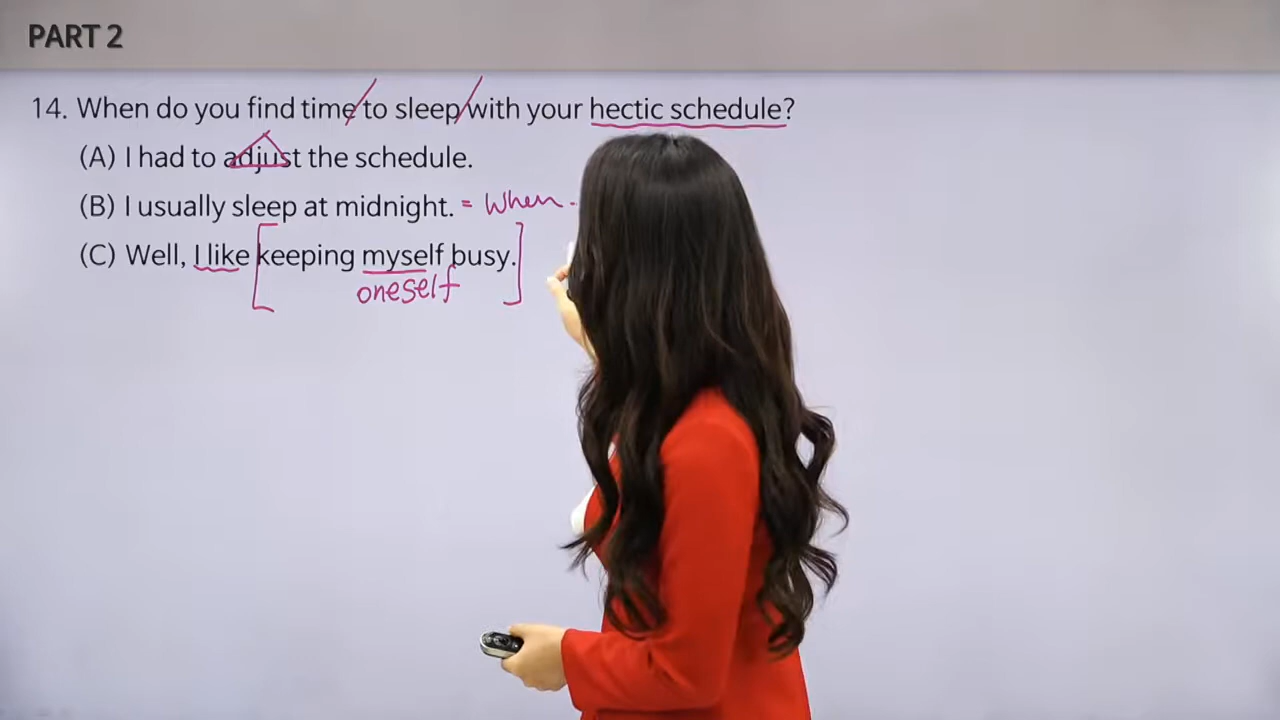 PART 2
14. When do you find time to sleep with your hectic schedule?
(A) I had to adjust the schedule.
(B) I usually sleep at midnight. = When.
(C) Well, I like keeping myself busy.
oneself